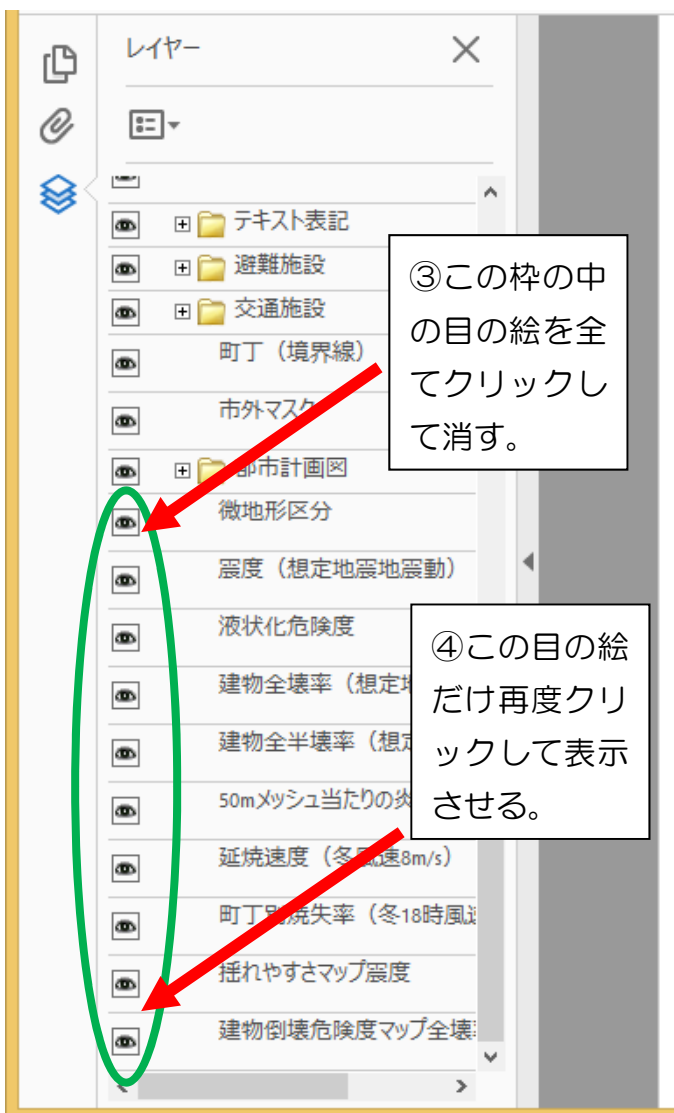 レイヤー
テキスト表記
避難施設
交通施設
町丁（境界線）
市外マスク
都市計画図
微地形区分
震度（想定地震地震動）
液状化危険度
建物全壊率（想定地
建物全半壊率（想定
50mメッシュ当たりの炎
延焼速度（冬風速8m/s）
町丁別焼失率（冬18時風速
揺れやすさマップ震度
建物倒壊危険度マップ全壊率
③この枠の中
の目の絵を全
てクリックし
て消す。
④この目の絵
だけ再度クリ
ックして表示
させる。